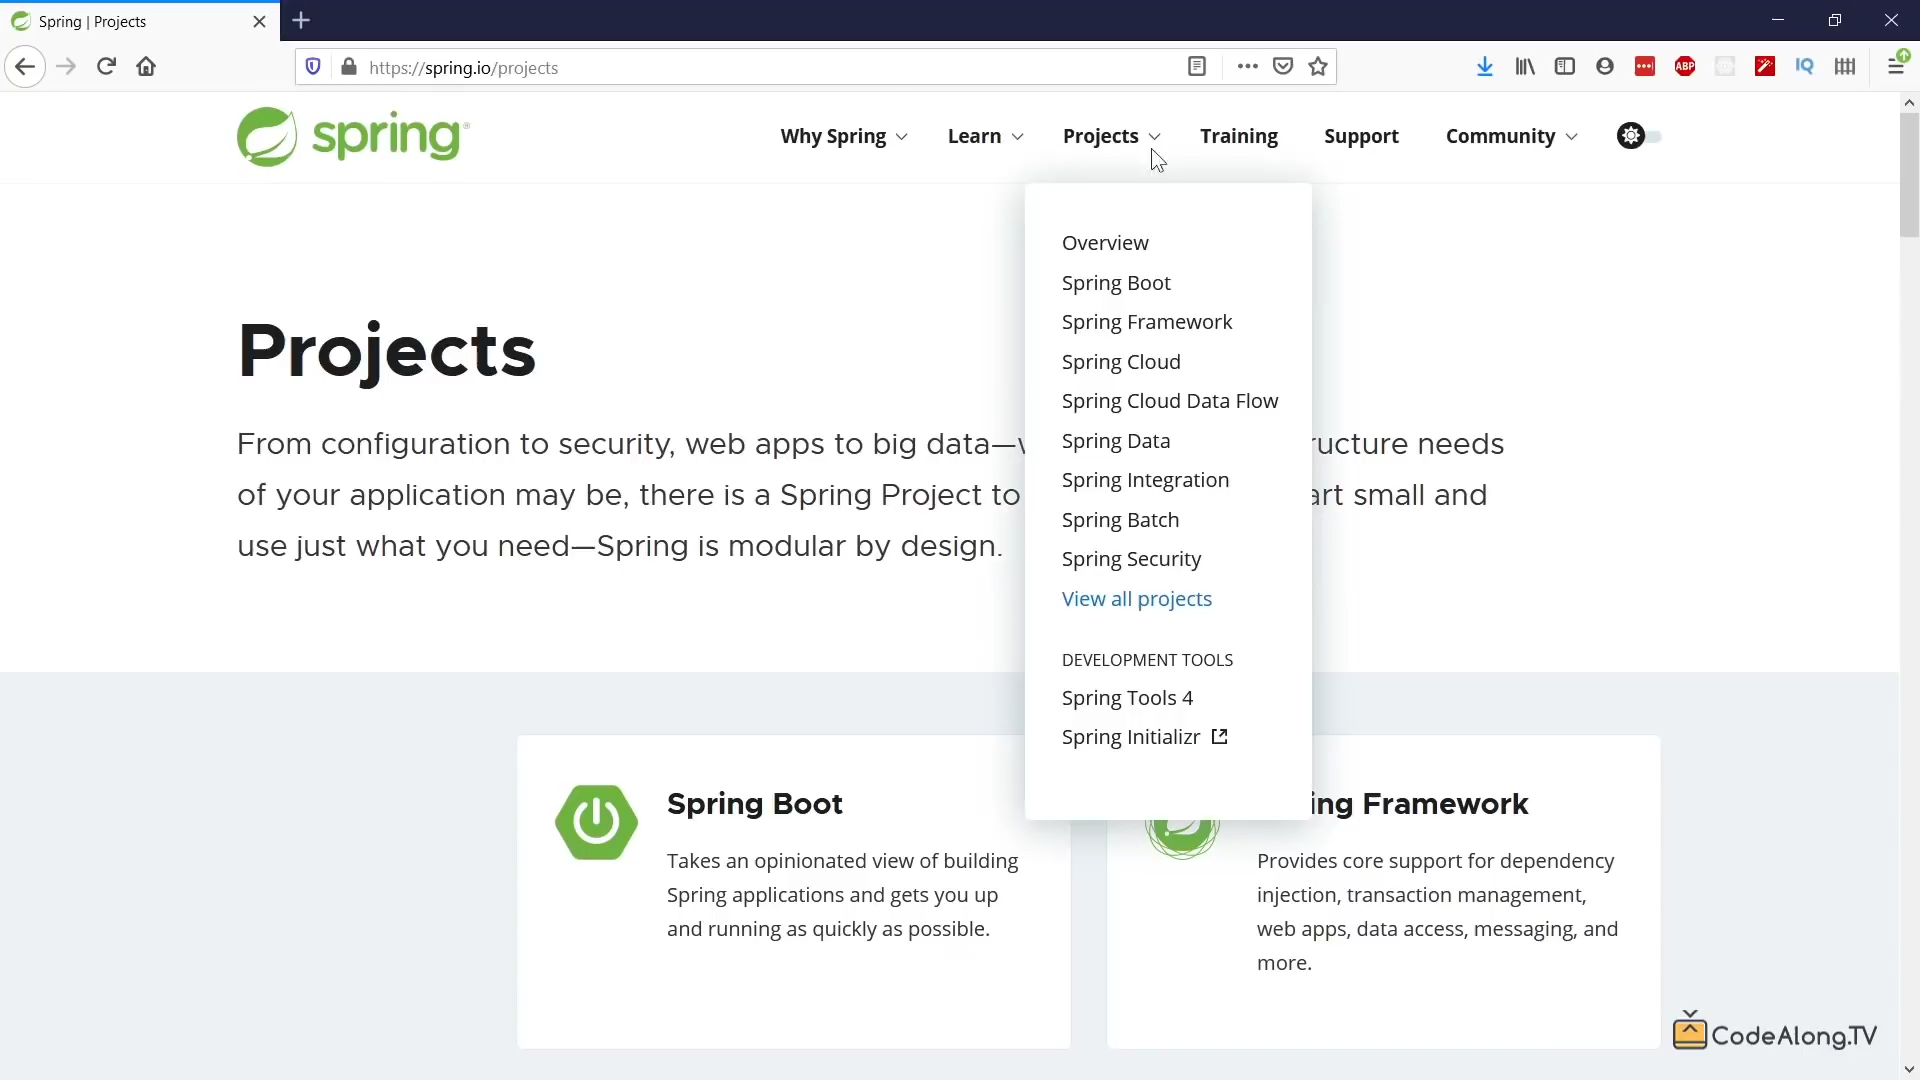 Spring | Projects
https://spring.io/projects
ABP
IQ
spring
Why Spring
Learn
Projects
Training
Support
Community
Overview
Spring Boot
Spring Framework
Spring Cloud
Spring Cloud Data Flow
Spring Data
Spring Integration
Spring Batch
Spring Security
View all projects
DEVELOPMENT TOOLS
Spring Tools 4
Spring Initializr
Projects
From configuration to security, web apps to big data— ructure needs
of your application may be, there is a Spring Project to art small and
use just what you need—Spring is modular by design.
Spring Boot
Takes an opinionated view of building
Spring applications and gets you up
and running as quickly as possible.
ing Framework
Provides core support for dependency
injection, transaction management,
web apps, data access, messaging, and
more.
CodeAlong.TV